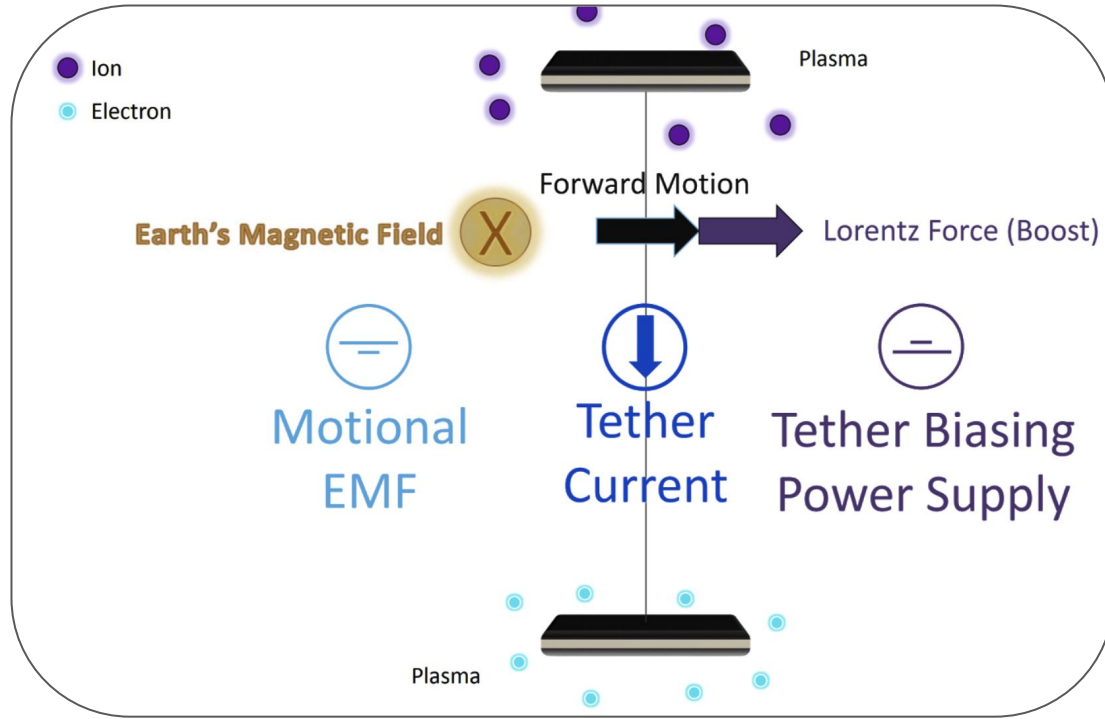 Ion
Electron
Plasma
Forward Motion
Earth's Magnetic Field
X
Lorentz Force (Boost)
Motional
EMF
Tether
Current
Tether Biasing
Power Supply
Plasma